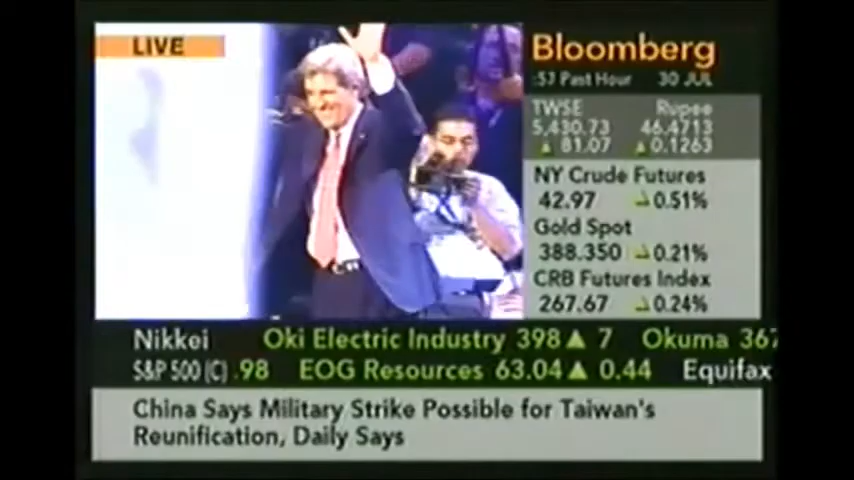 LIVE
Bloomberg
:53 Past Hour 30 JUL
TWSE Rupee
5,430.73 46.4713
▲ 81.07 ▲ 0.1263
NY Crude Futures
42.97 ▲ 0.51%
Gold Spot
388.350 ▲ 0.21%
CRB Futures Index
267.67 ▲ 0.24%
Nikkei Oki Electric Industry 398 ▲ 7 Okuma 367
S&P 500 (C) .98 EOG Resources 63.04 ▲ 0.44 Equifax
China Says Military Strike Possible for Taiwan's
Reunification, Daily Says